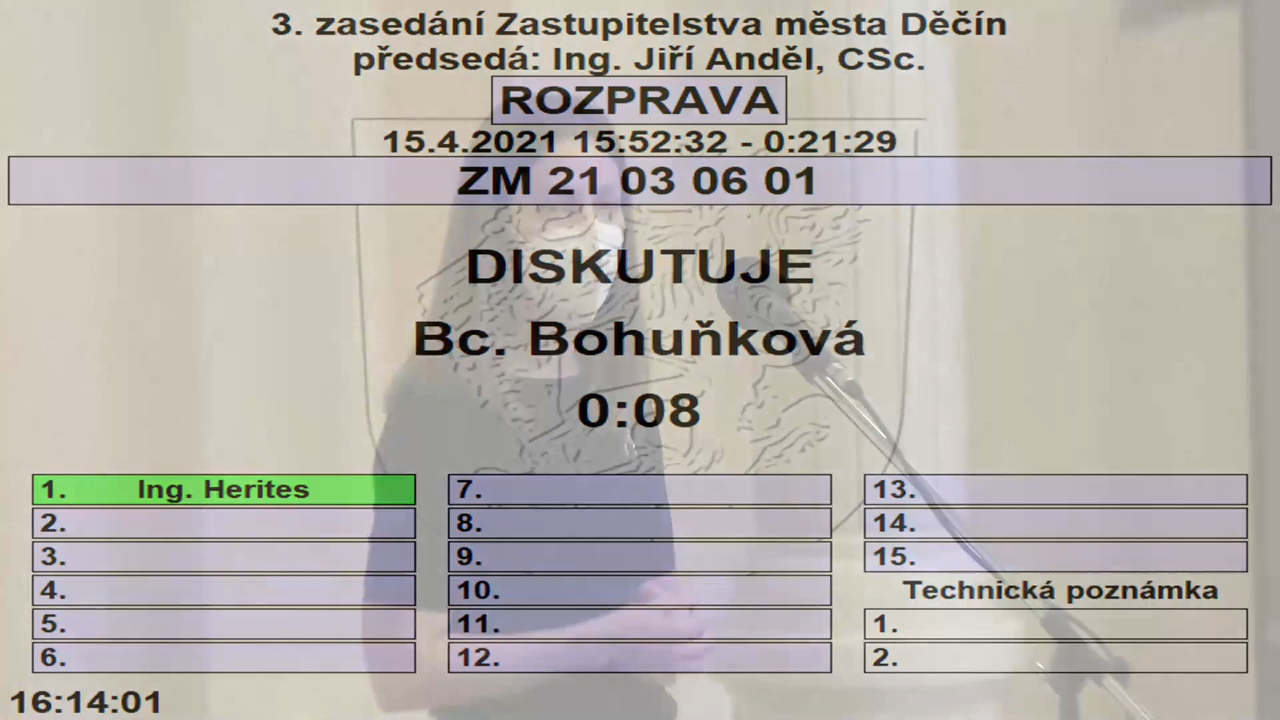 3. zasedání Zastupitelstva města Děčín
předsedá: Ing. Jiří Anděl, CSc.
ROZPRAVA
15.4.2021 15:52:32 - 0:21:29
ZM 21 03 06 01
DISKUTUJE
Bc. Bohuňková
0:08
1. Ing. Herites
2.
3.
4.
5.
6.
7.
8.
9.
10.
11.
12.
13.
14.
15.
Technická poznámka
1.
2.
16:14:01